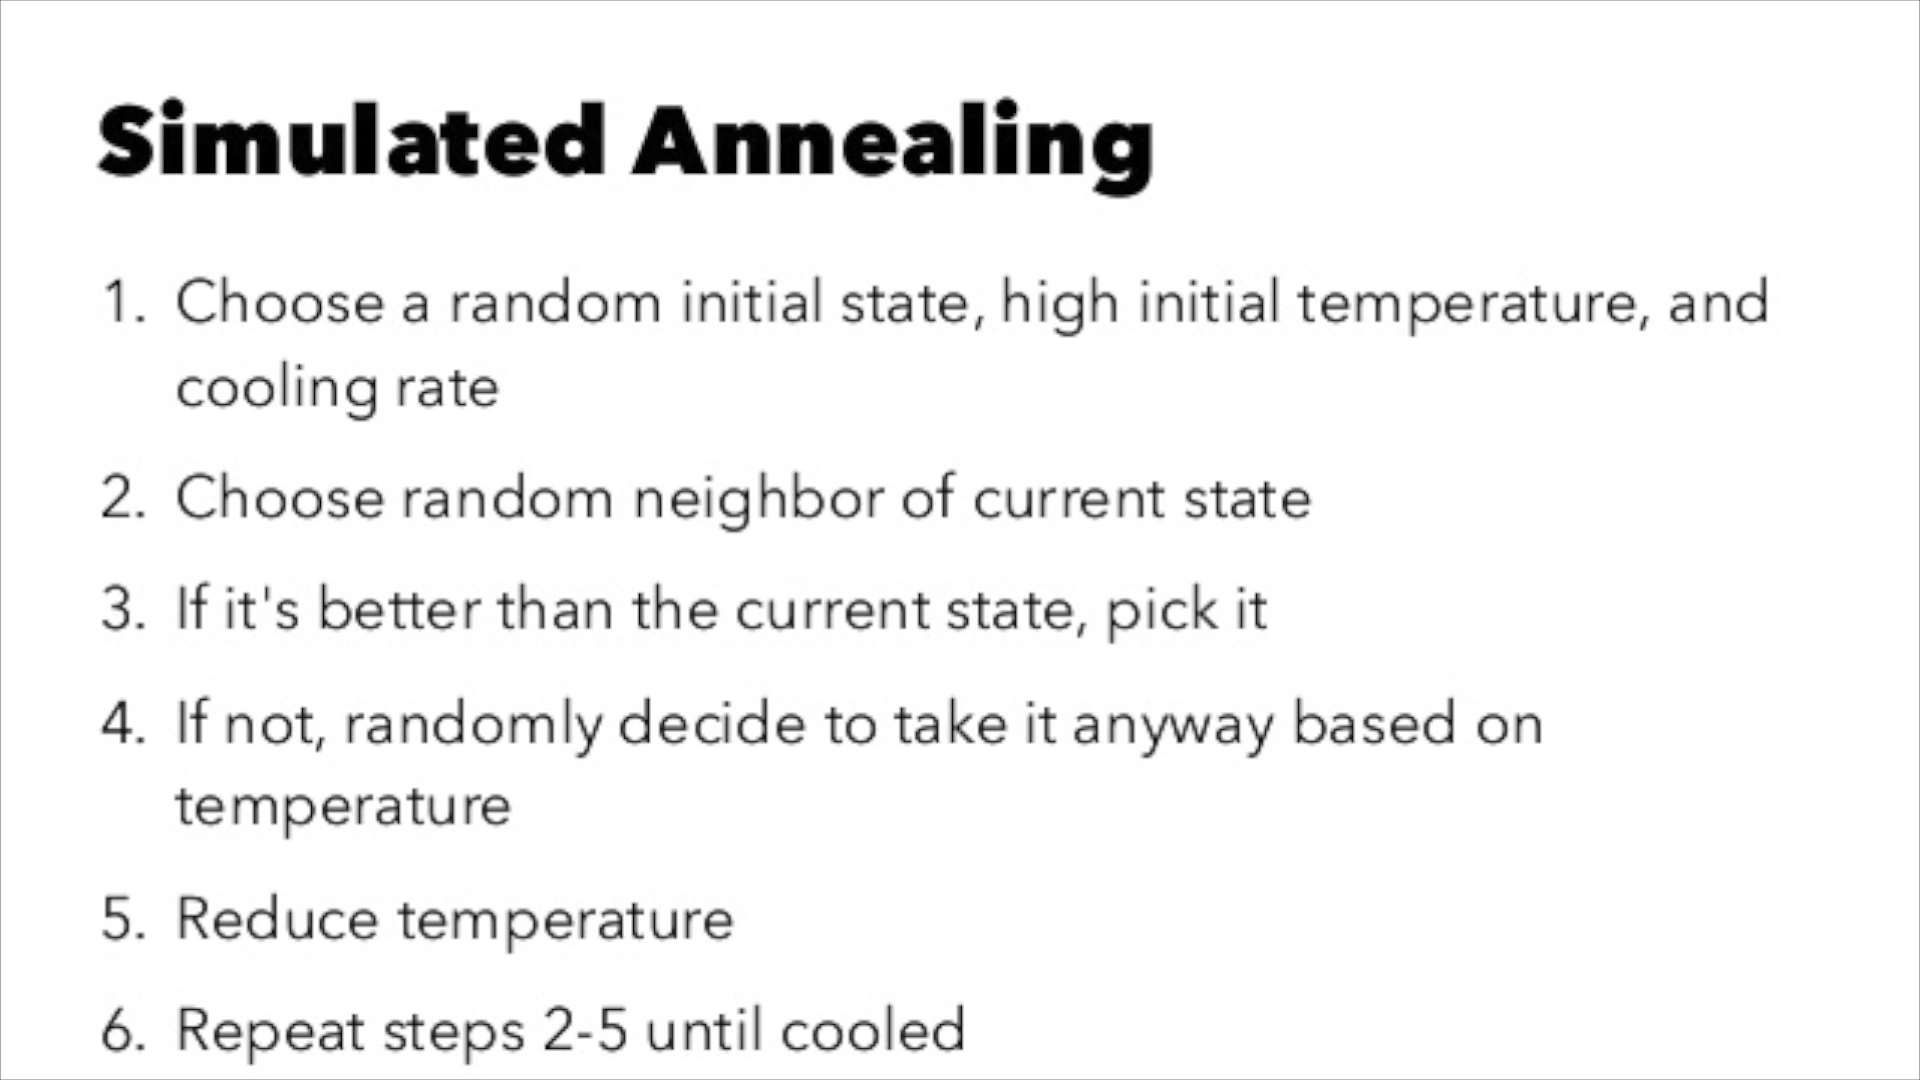 Simulated Annealing
1. Choose a random initial state, high initial temperature, and
cooling rate
2. Choose random neighbor of current state
3. If it's better than the current state, pick it
4. If not, randomly decide to take it anyway based on
temperature
5. Reduce temperature
6. Repeat steps 2-5 until cooled